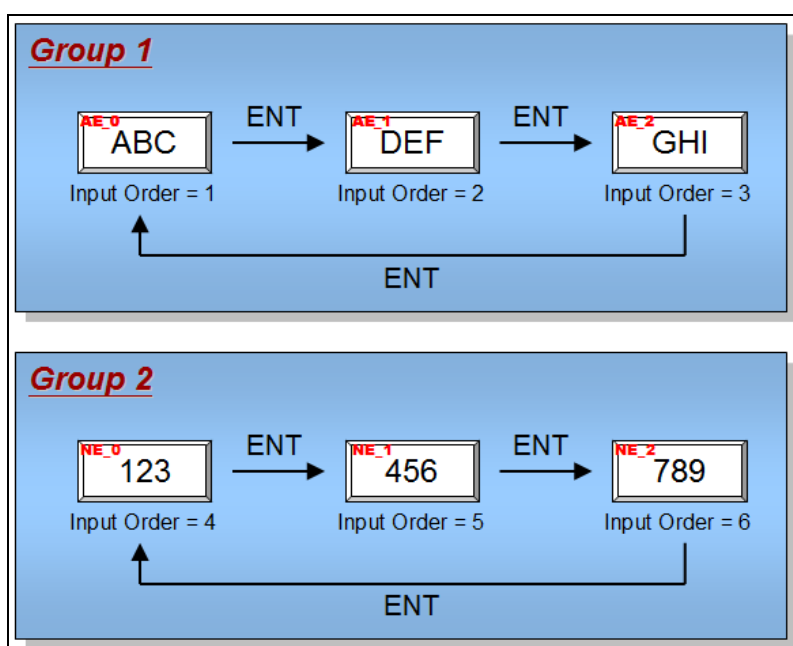 Group 1
ENT ENT
AE_0 AE_1 AE_2
ABC DEF GHI
Input Order = 1 Input Order = 2 Input Order = 3
ENT
Group 2
ENT ENT
NE_0 NE_1 NE_2
123 456 789
Input Order = 4 Input Order = 5 Input Order = 6
ENT